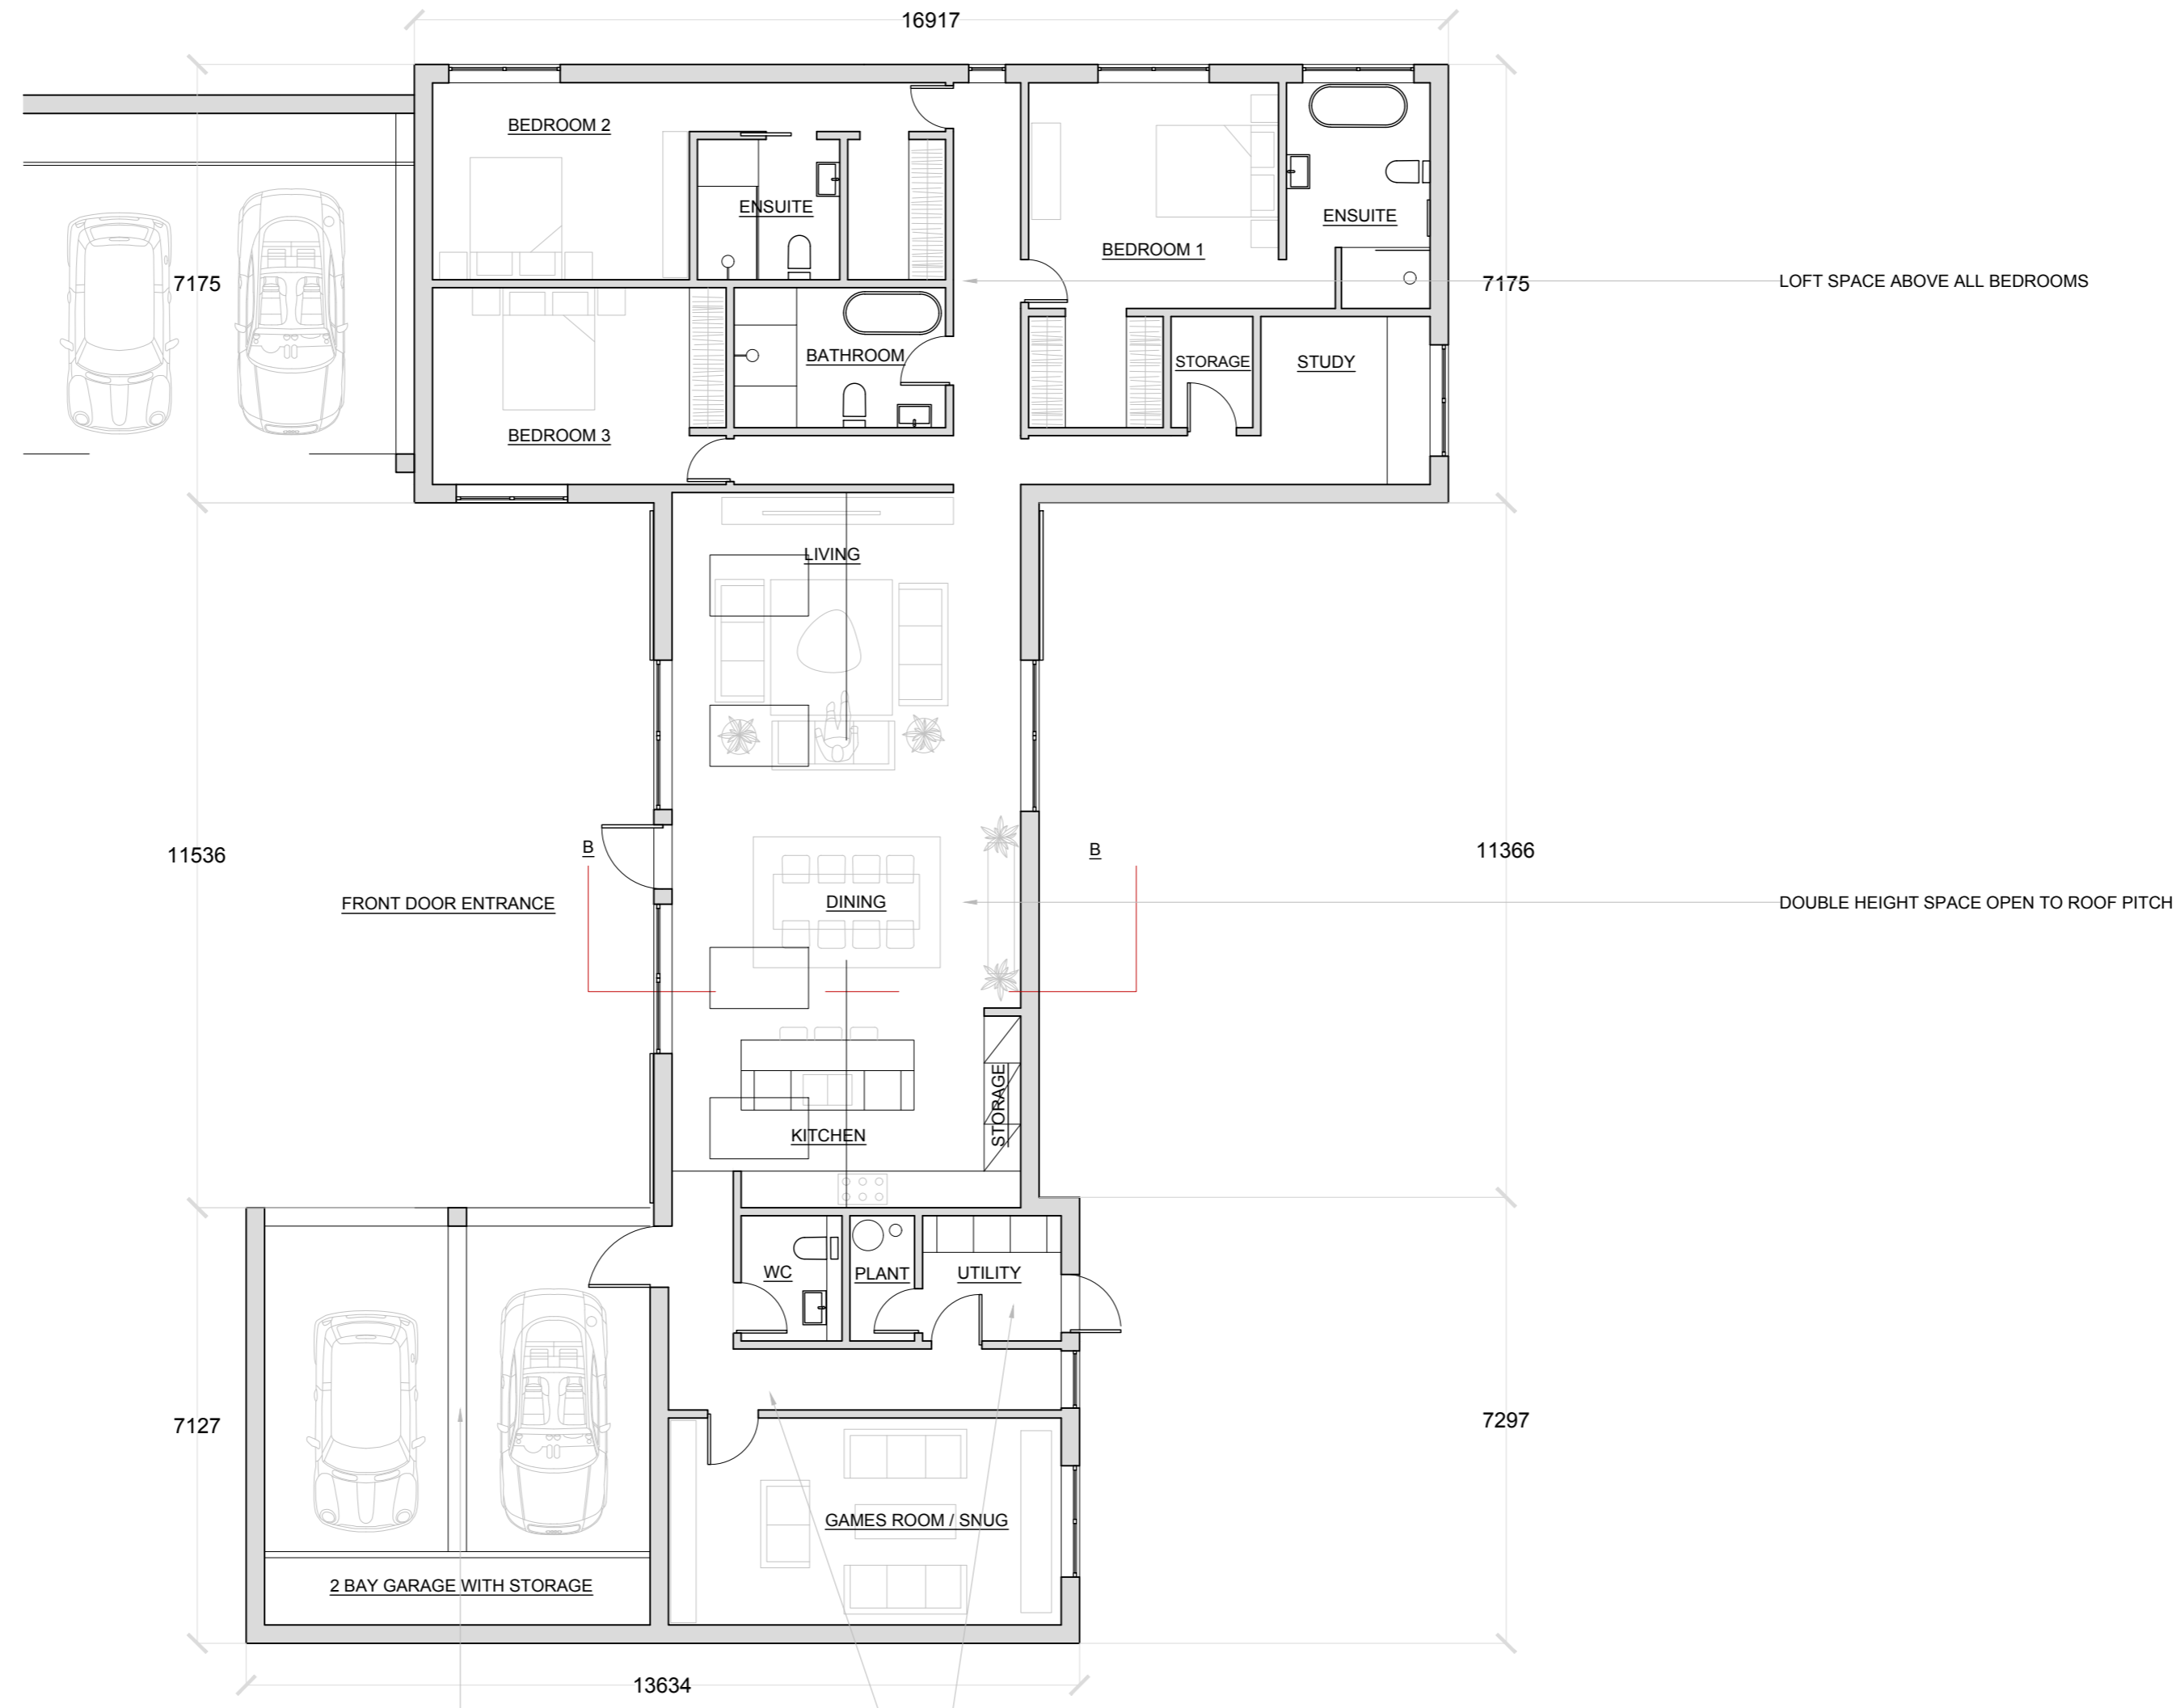 16917
BEDROOM 2
ENSUITE
ENSUITE
BEDROOM 1
7175
7175
LOFT SPACE ABOVE ALL BEDROOMS
BATHROOM
STORAGE
STUDY
BEDROOM 3
LIVING
11536
B
B
11366
FRONT DOOR ENTRANCE
DINING
DOUBLE HEIGHT SPACE OPEN TO ROOF PITCH
STORAGE
KITCHEN
WC
PLANT
UTILITY
7127
7297
GAMES ROOM / SNUG
2 BAY GARAGE WITH STORAGE
13634